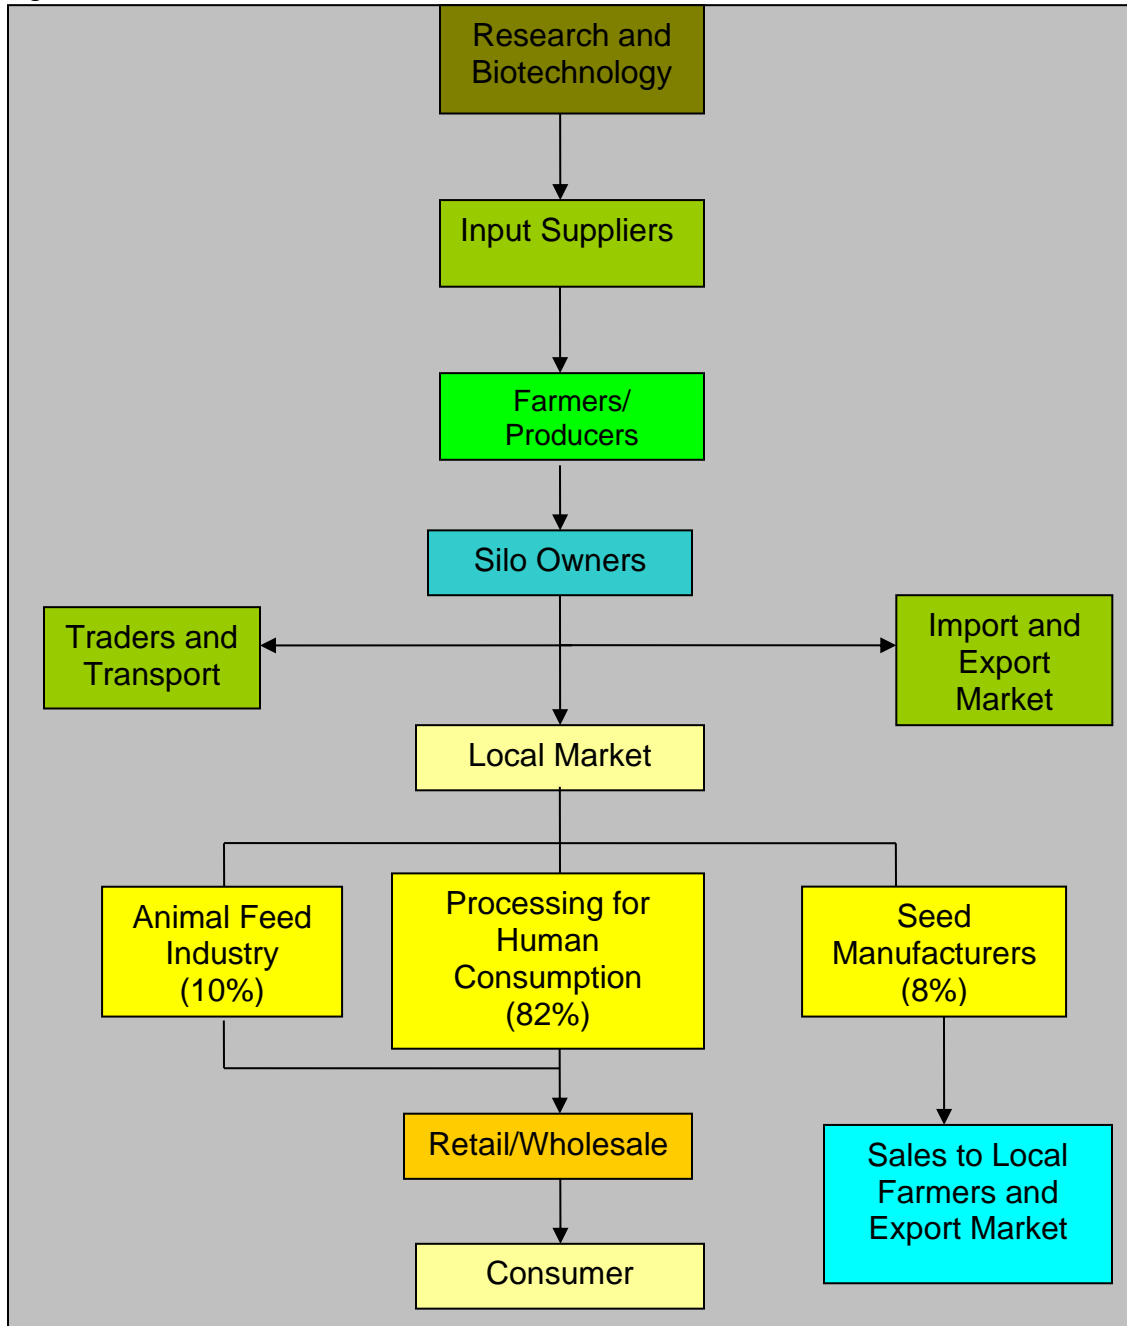 Research and
Biotechnology
Input Suppliers
Farmers/
Producers
Silo Owners
Traders and
Transport
Import and
Export
Market
Local Market
Animal Feed
Industry
(10%)
Processing for
Human
Consumption
(82%)
Seed
Manufacturers
(8%)
Retail/Wholesale
Sales to Local
Farmers and
Export Market
Consumer